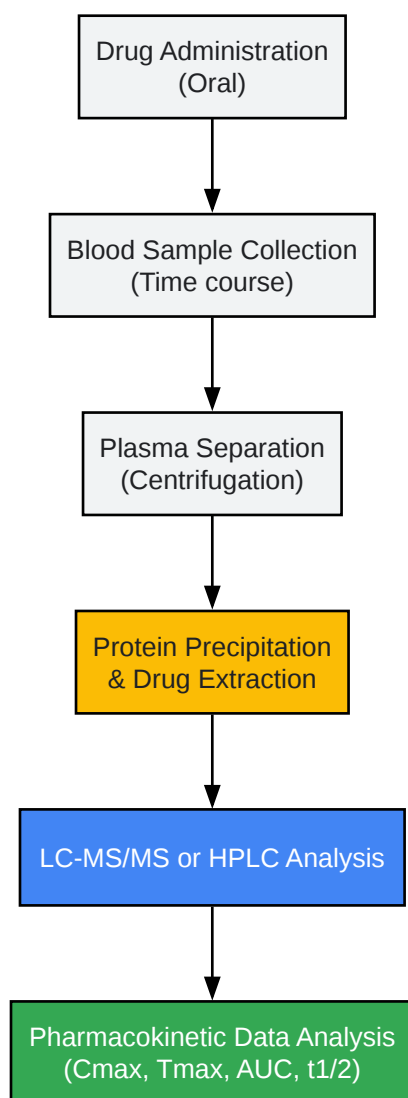 Drug Administration
(Oral)
Blood Sample Collection
(Time course)
Plasma Separation
(Centrifugation)
Protein Precipitation
& Drug Extraction
LC-MS/MS or HPLC Analysis
Pharmacokinetic Data Analysis
(Cmax, Tmax, AUC, t1/2)